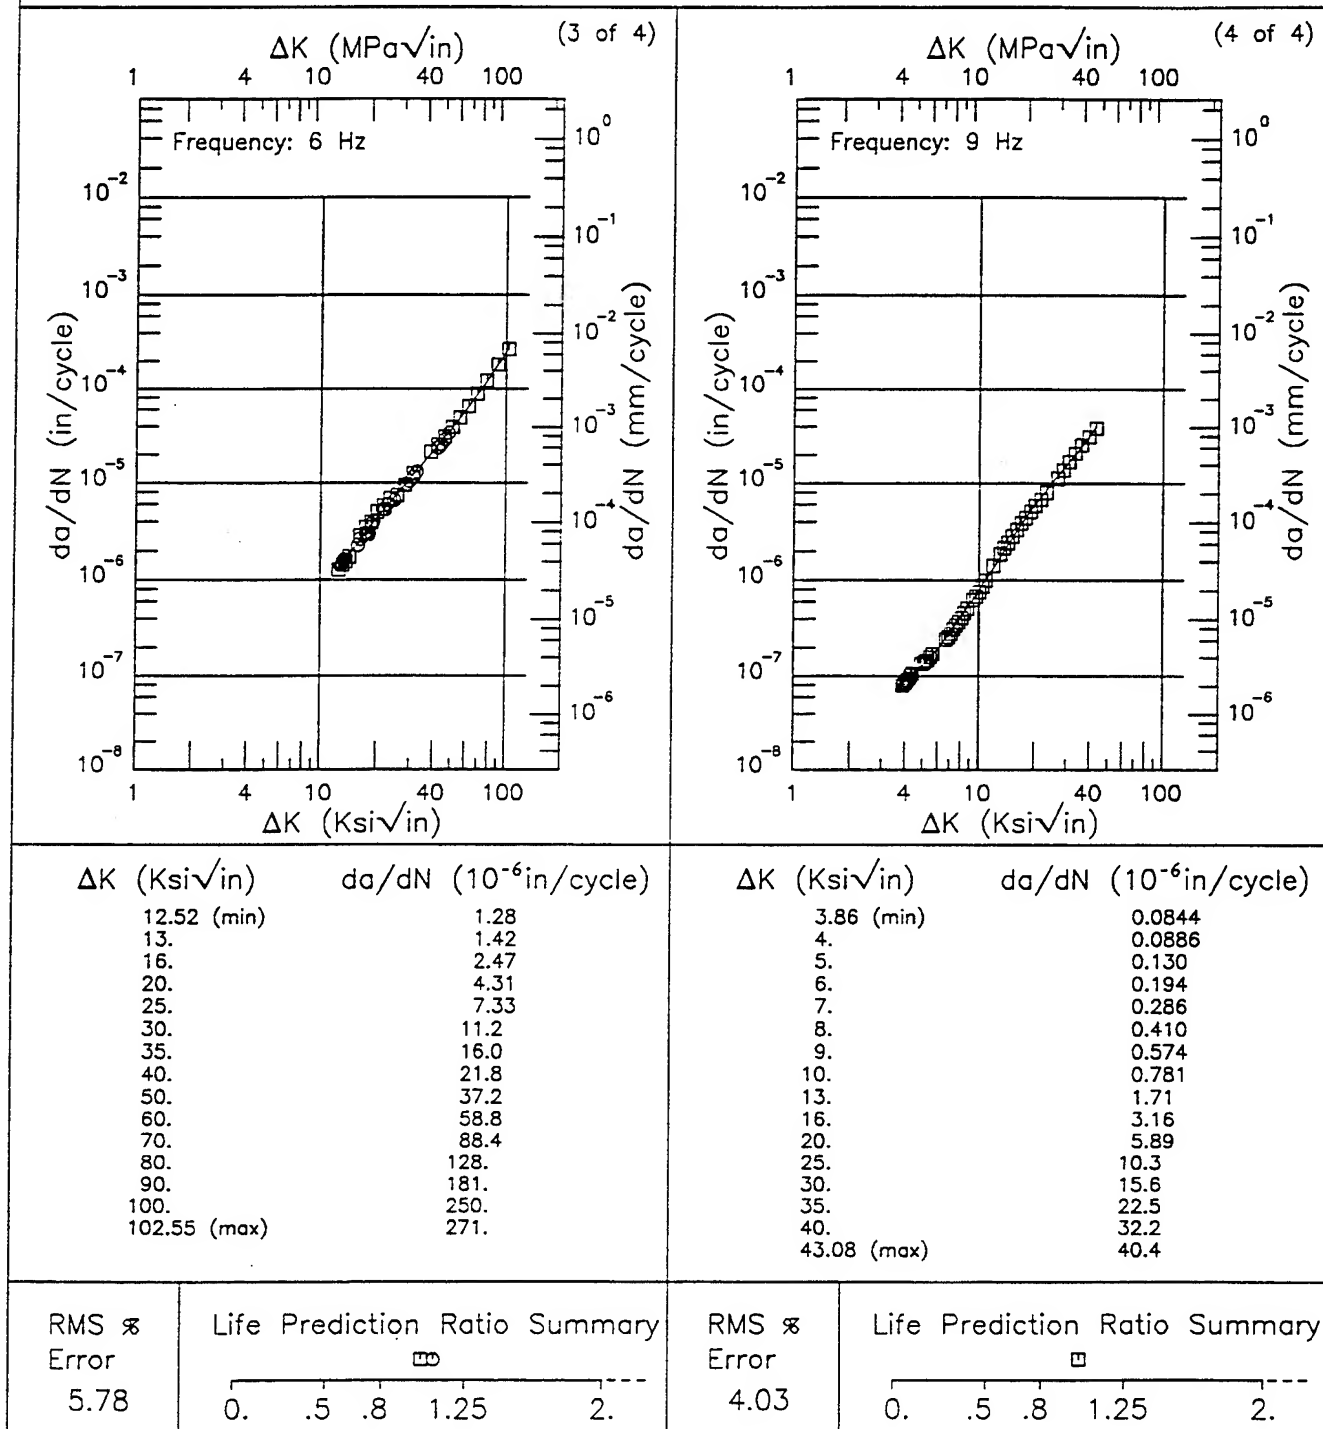 (3 of 4)
ΔK (MPa√in)
1 4 10 40 100
Frequency: 6 Hz
10⁰
10⁻²
10⁻¹
10⁻³
10⁻²
10⁻⁴
10⁻³
10⁻⁵
10⁻⁴
10⁻⁶
10⁻⁵
10⁻⁷
10⁻⁶
10⁻⁸
da/dN (in/cycle)
da/dN (mm/cycle)
1 4 10 40 100
ΔK (Ksi√in)
(4 of 4)
ΔK (MPa√in)
1 4 10 40 100
Frequency: 9 Hz
10⁰
10⁻²
10⁻¹
10⁻³
10⁻²
10⁻⁴
10⁻³
10⁻⁵
10⁻⁴
10⁻⁶
10⁻⁵
10⁻⁷
10⁻⁶
10⁻⁸
da/dN (in/cycle)
da/dN (mm/cycle)
1 4 10 40 100
ΔK (Ksi√in)
ΔK (Ksi√in) da/dN (10⁻⁶in/cycle)
12.52 (min) 1.28
13. 1.42
16. 2.47
20. 4.31
25. 7.33
30. 11.2
35. 16.0
40. 21.8
50. 37.2
60. 58.8
70. 88.4
80. 128.
90. 181.
100. 250.
102.55 (max) 271.
ΔK (Ksi√in) da/dN (10⁻⁶in/cycle)
3.86 (min) 0.0844
4. 0.0886
5. 0.130
6. 0.194
7. 0.286
8. 0.410
9. 0.574
10. 0.781
13. 1.71
16. 3.16
20. 5.89
25. 10.3
30. 15.6
35. 22.5
40. 32.2
43.08 (max) 40.4
RMS %
Error
5.78
Life Prediction Ratio Summary
0. .5 .8 1.25 2.
RMS %
Error
4.03
Life Prediction Ratio Summary
0. .5 .8 1.25 2.